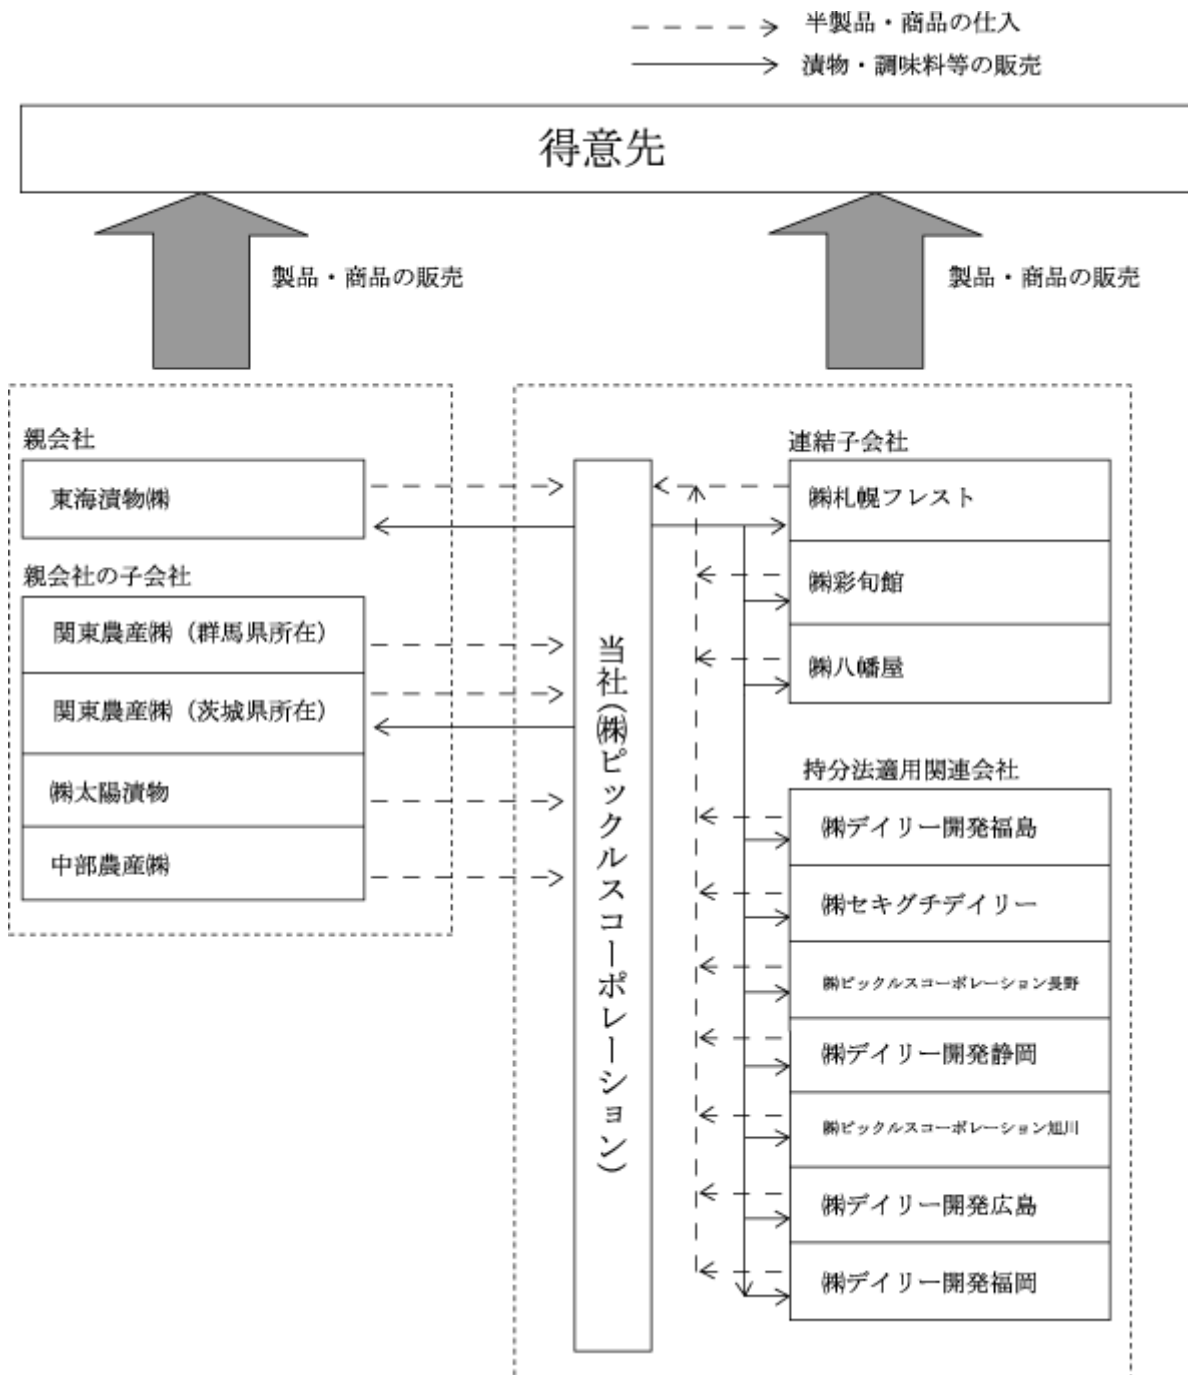 半製品・商品の仕入
漬物・調味料等の販売
得意先
製品・商品の販売
製品・商品の販売
親会社
東海漬物㈱
親会社の子会社
関東農産㈱（群馬県所在）
関東農産㈱（茨城県所在）
㈱太陽漬物
中部農産㈱
当社（㈱ピックルスコーポレーション）
連結子会社
㈱札幌フレスト
㈱彩旬館
㈱八幡屋
持分法適用関連会社
㈱デイリー開発福島
㈱セキグチデイリー
㈱ピックルスコーポレーション長野
㈱デイリー開発静岡
㈱ピックルスコーポレーション旭川
㈱デイリー開発広島
㈱デイリー開発福岡